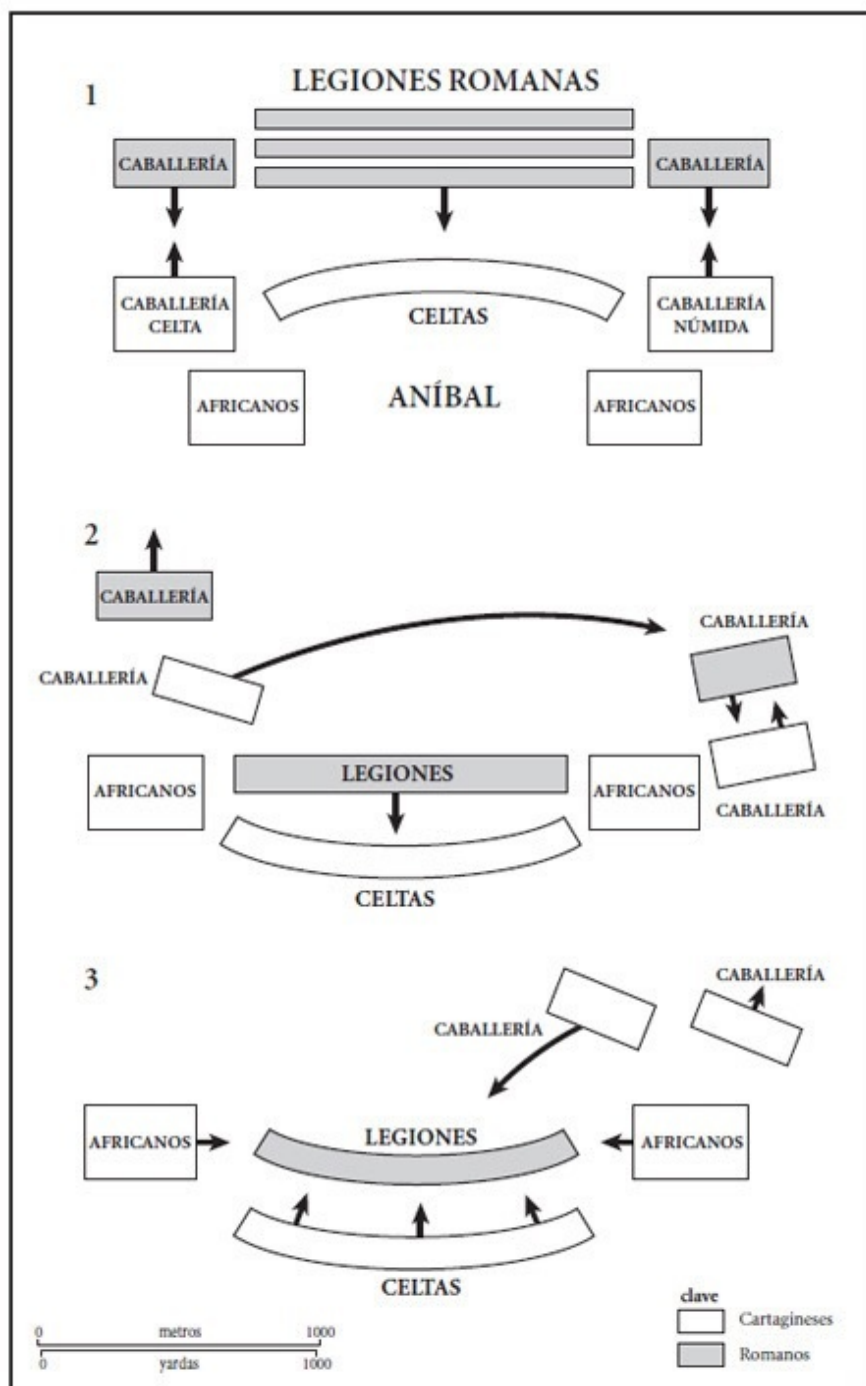 1
LEGIONES ROMANAS
CABALLERÍA
CABALLERÍA
CABALLERÍA
CELTA
CELTAS
CABALLERÍA
NÚMIDA
AFRICANOS
ANÍBAL
AFRICANOS
2
CABALLERÍA
CABALLERÍA
CABALLERÍA
AFRICANOS
LEGIONES
AFRICANOS
CABALLERÍA
CELTAS
3
CABALLERÍA
CABALLERÍA
AFRICANOS
LEGIONES
AFRICANOS
CELTAS
0 metros 1000
0 yardas 1000
clave
Cartagineses
Romanos